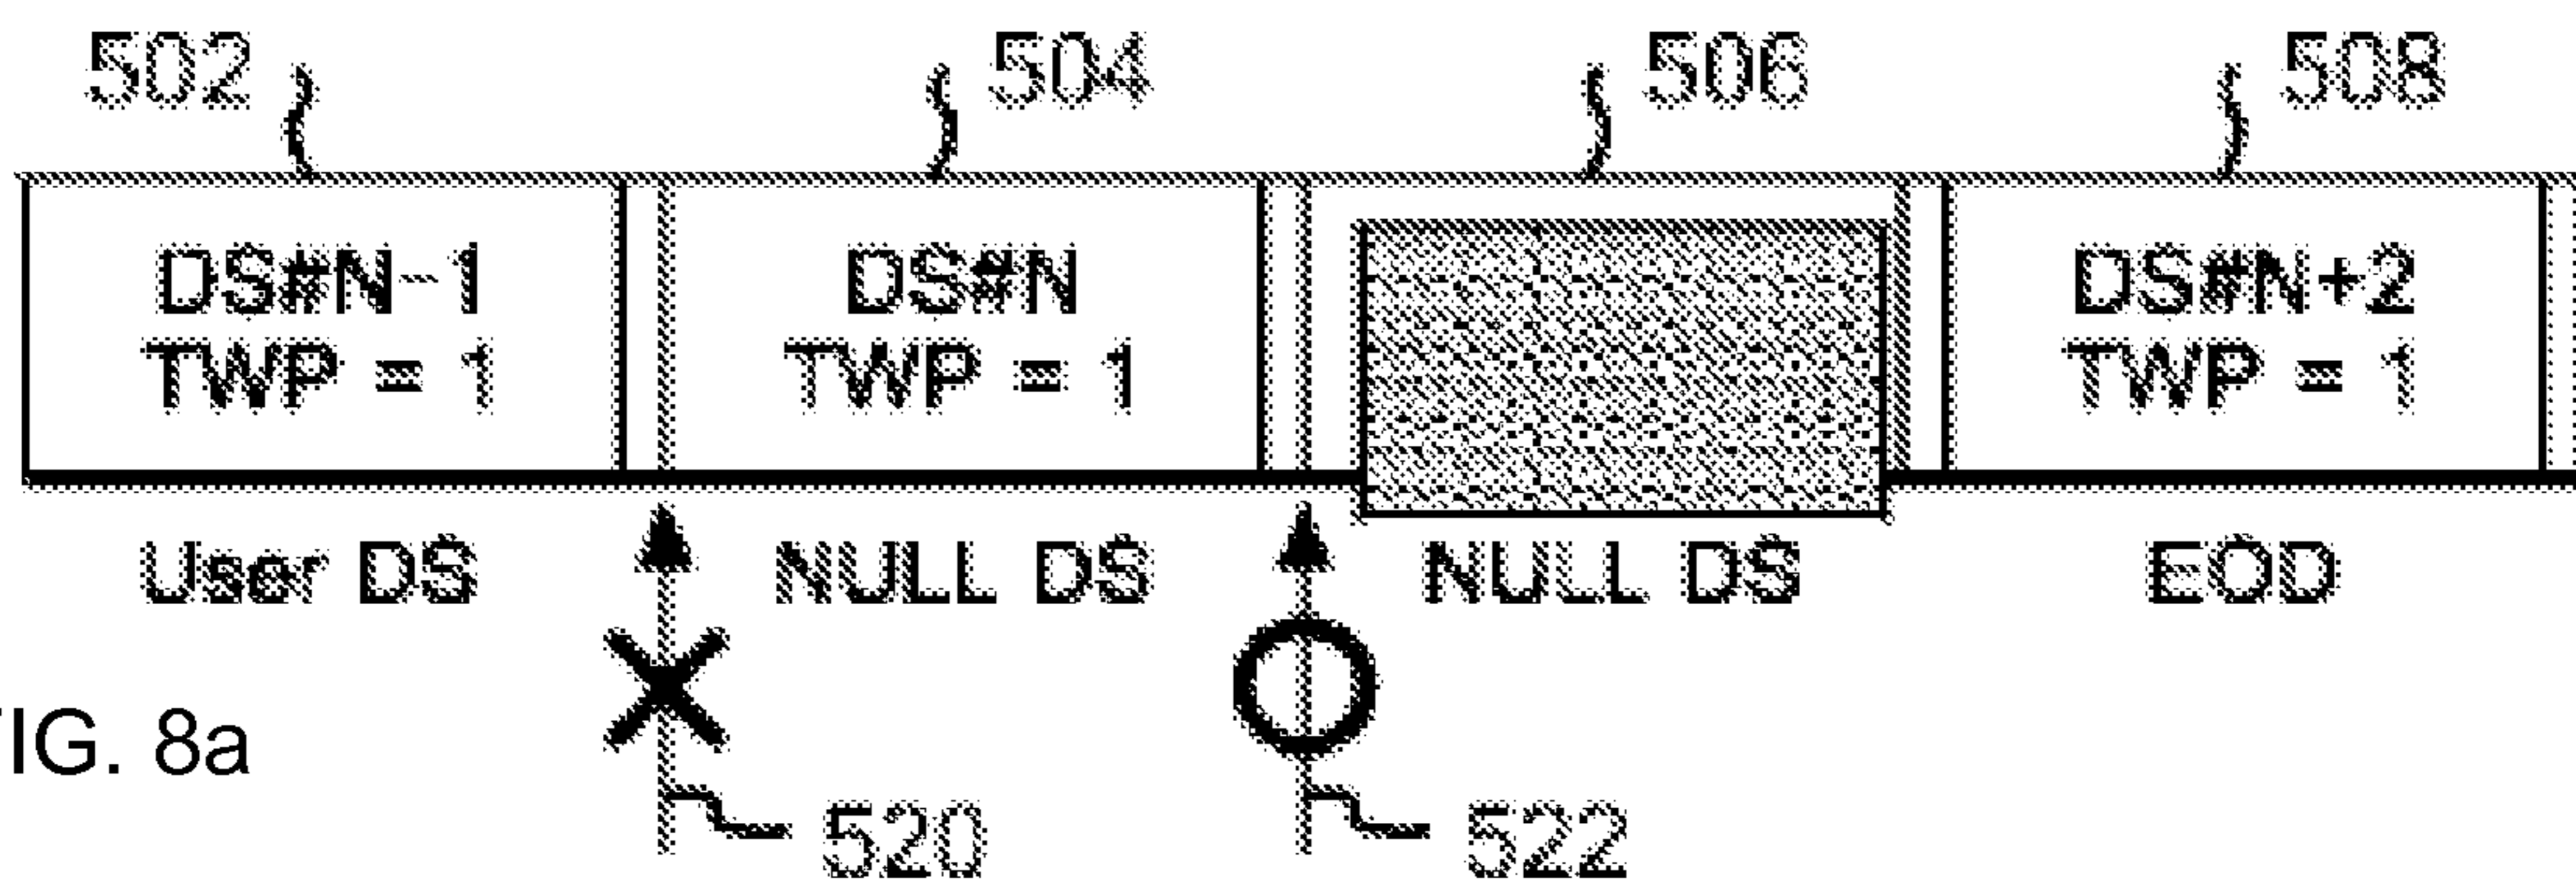 502 504 506 508
DS#N-1 DS#N DS#N+2
TWP = 1 TWP = 1 TWP = 1
User DS NULL DS NULL DS EOD
FIG. 8a
520 522